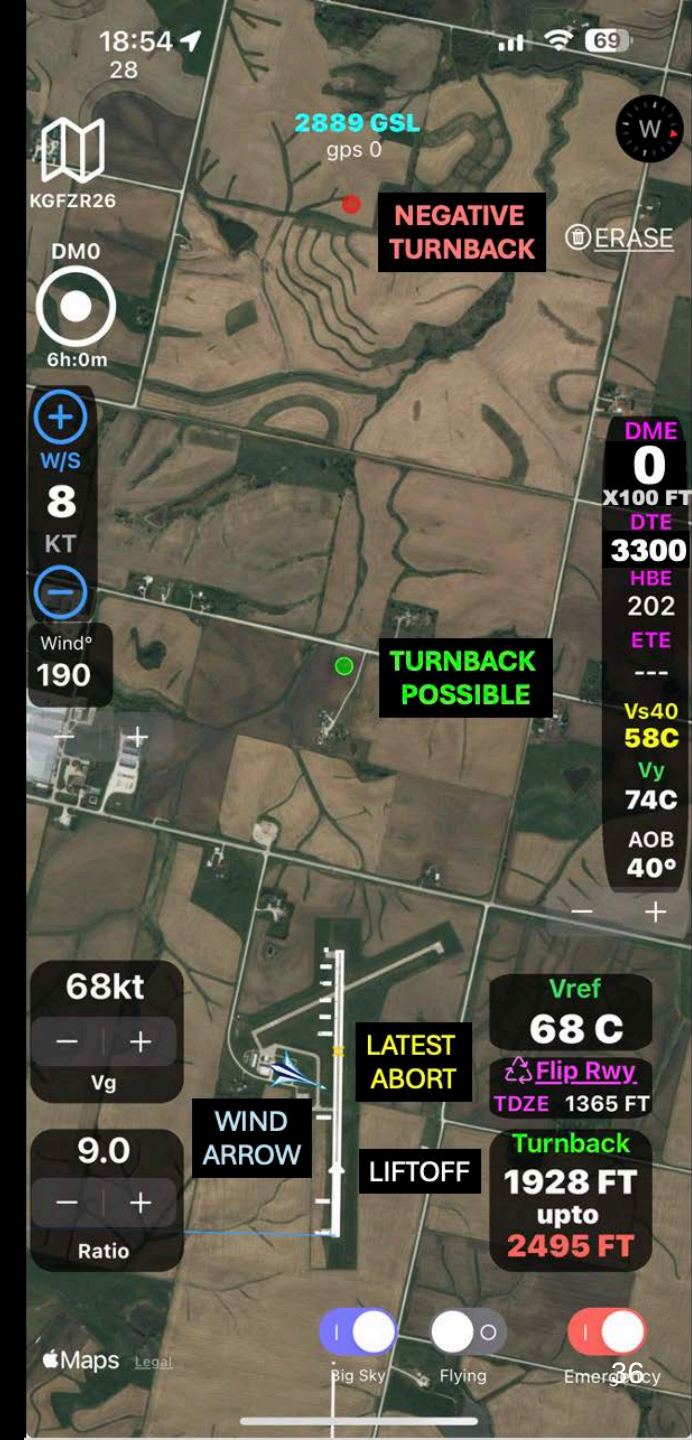 18:54
69
28
2889 GSL
gps 0
W
KGFZR26
NEGATIVE
TURNBACK
ERASE
DM0
6h:0m
W/S
8
KT
DME
0
X100 FT
DTE
3300
HBE
202
ETE
---
Wind°
190
TURNBACK
POSSIBLE
Vs40
58C
Vy
74C
AOB
40°
− +
− +
68kt
− +
Vg
Vref
68 C
LATEST
ABORT
Flip Rwy
TDZE 1365 FT
WIND
ARROW
LIFTOFF
9.0
− +
Ratio
Turnback
1928 FT
upto
2495 FT
Maps Legal
Big Sky
Flying
Emergency
36